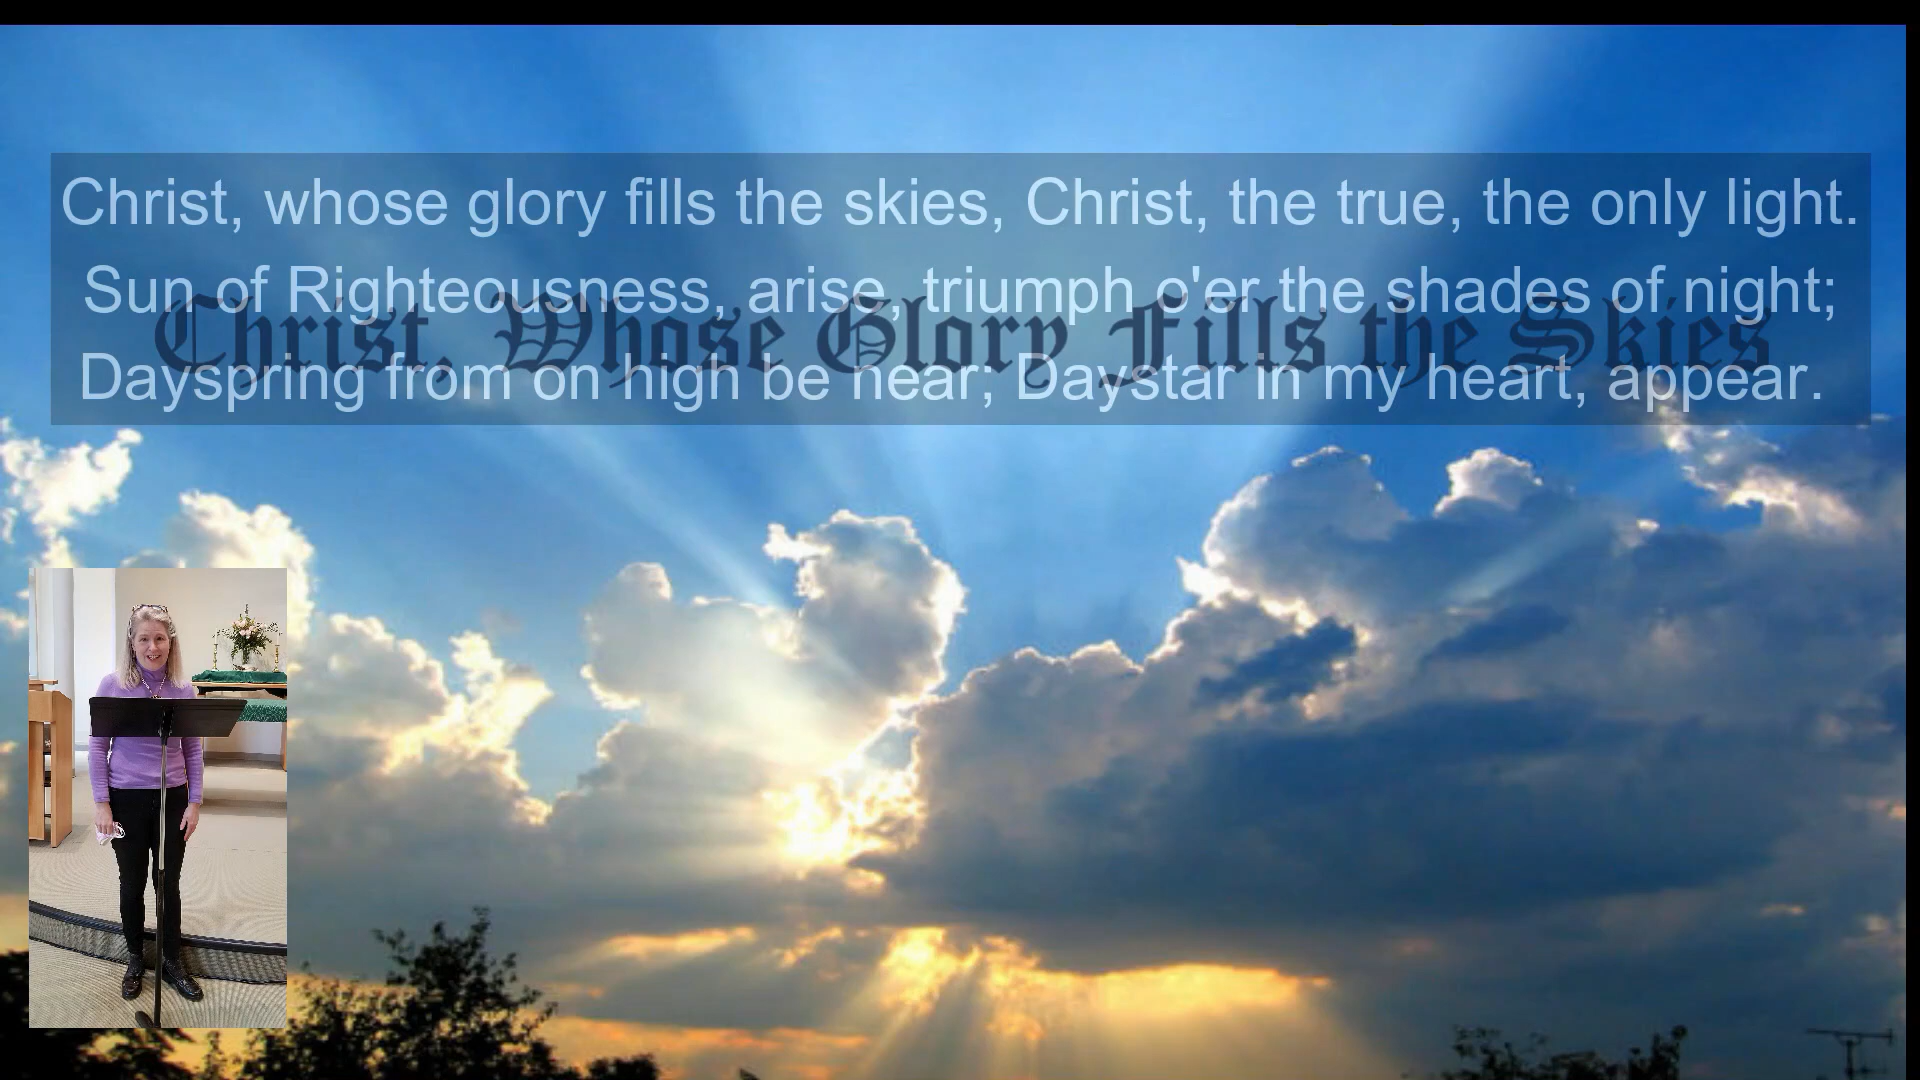 Christ, whose glory fills the skies, Christ, the true, the only light.
Sun of Righteousness, arise, triumph o'er the shades of night;
Christ, Whose Glory Fills the Skies
Dayspring from on high be near; Daystar in my heart, appear.